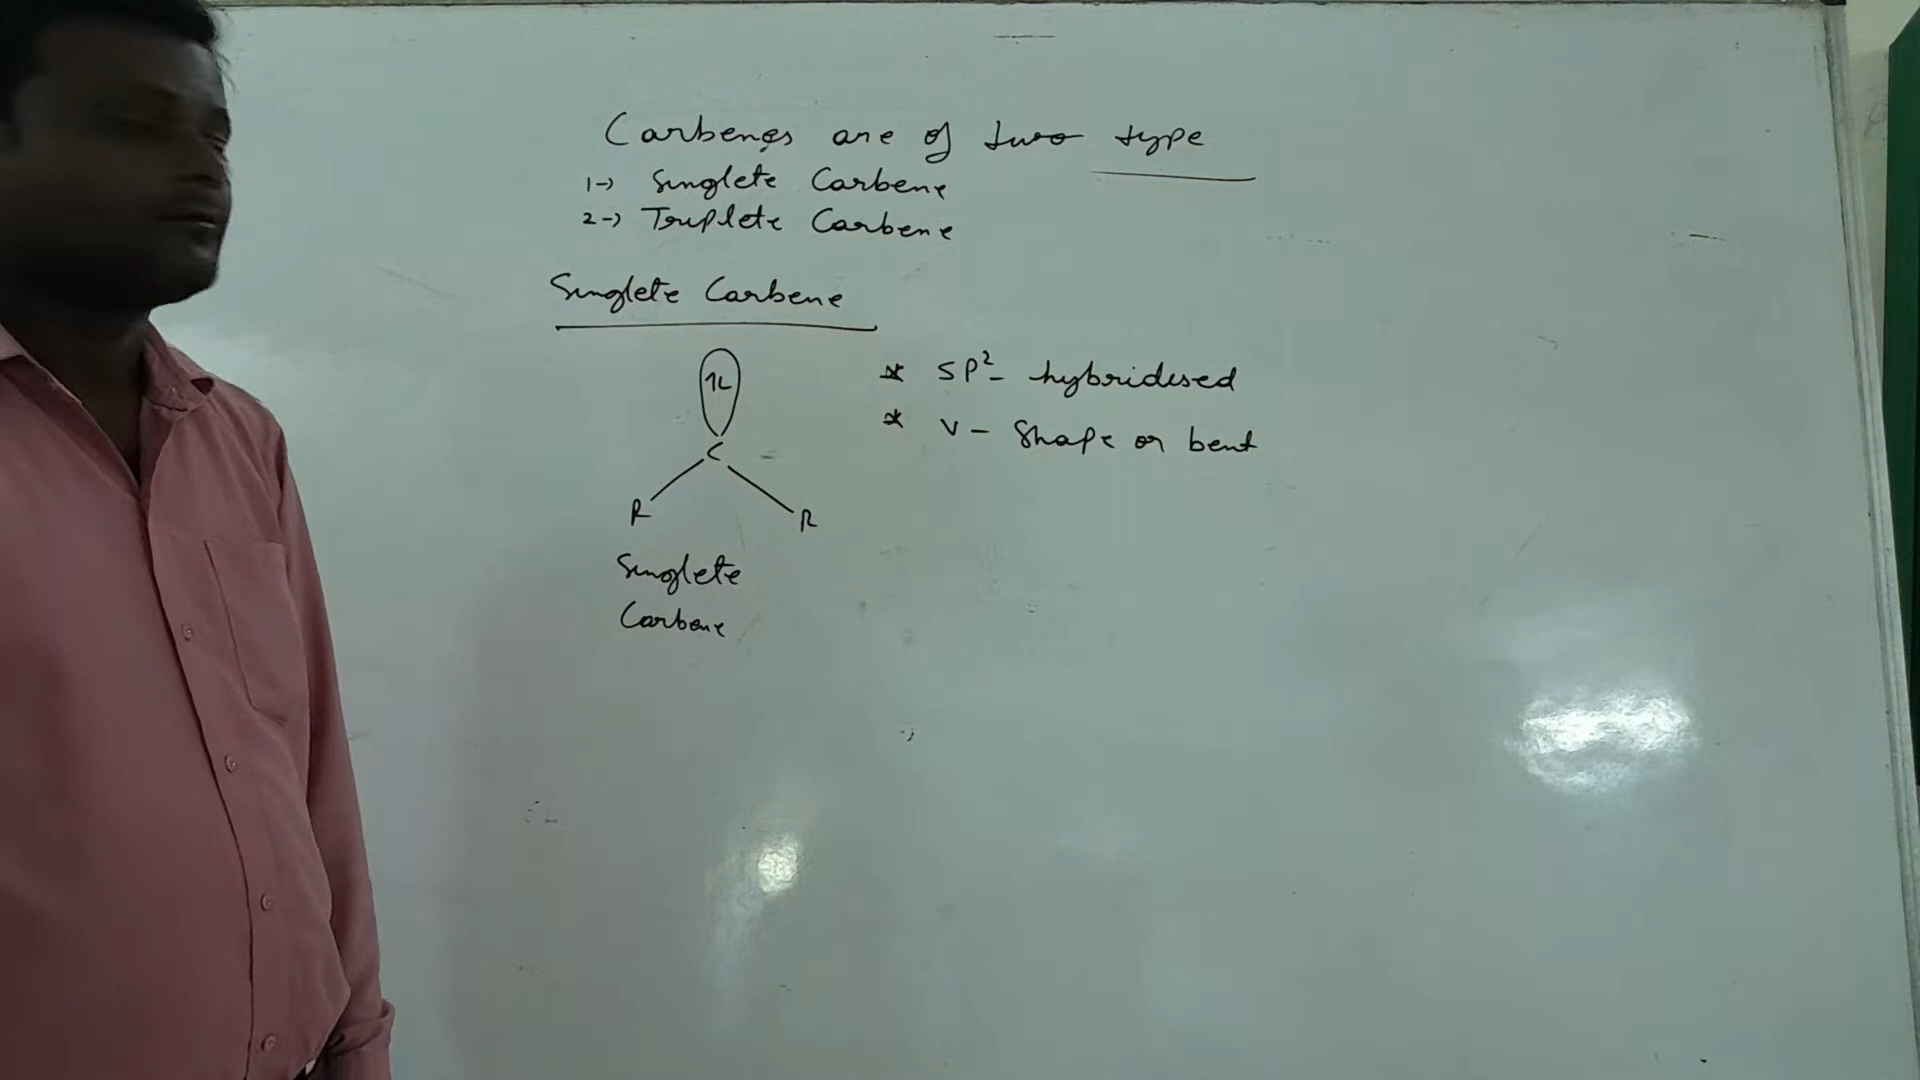 Carbenes are of two type
1→ Singlete Carbene
2→ Triplete Carbene
Singlete Carbene
1L
* SP²- hybridised
* V- Shape or bent
C
R R
Singlete
Carbene